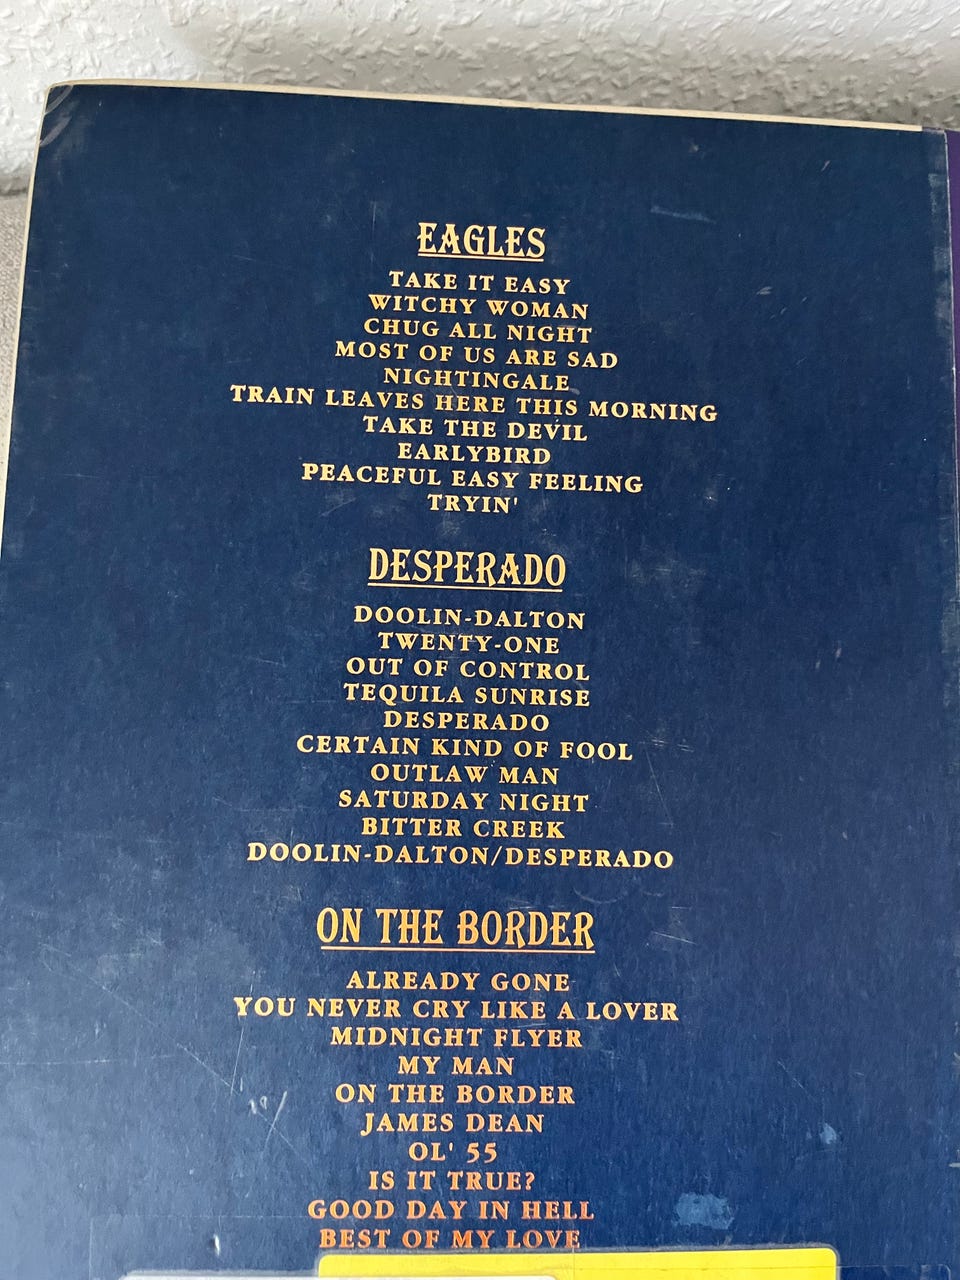 EAGLES
TAKE IT EASY
WITCHY WOMAN
CHUG ALL NIGHT
MOST OF US ARE SAD
NIGHTINGALE
TRAIN LEAVES HERE THIS MORNING
TAKE THE DEVIL
EARLYBIRD
PEACEFUL EASY FEELING
TRYIN'
DESPERADO
DOOLIN-DALTON
TWENTY-ONE
OUT OF CONTROL
TEQUILA SUNRISE
DESPERADO
CERTAIN KIND OF FOOL
OUTLAW MAN
SATURDAY NIGHT
BITTER CREEK
DOOLIN-DALTON/DESPERADO
ON THE BORDER
ALREADY GONE
YOU NEVER CRY LIKE A LOVER
MIDNIGHT FLYER
MY MAN
ON THE BORDER
JAMES DEAN
OL' 55
IS IT TRUE?
GOOD DAY IN HELL
BEST OF MY LOVE